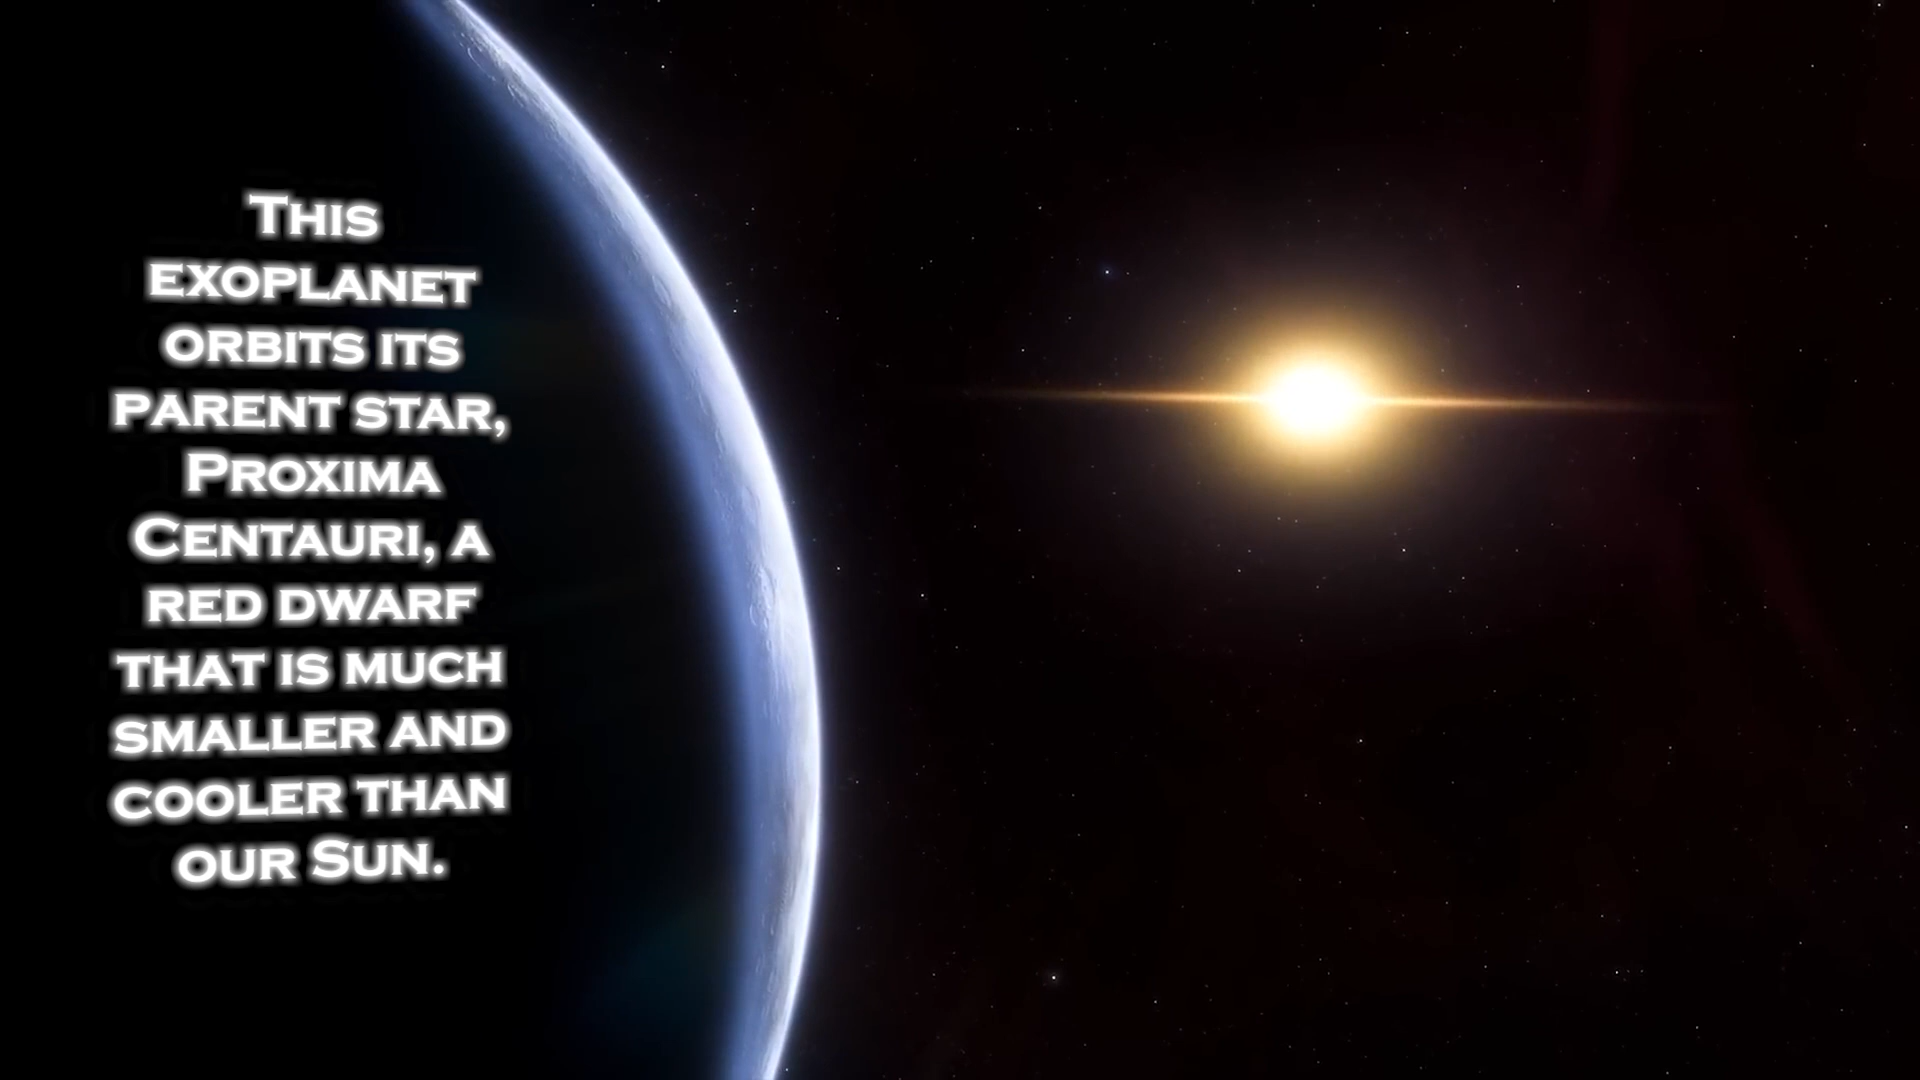 This
exoplanet
orbits its
parent star,
Proxima
Centauri, a
red dwarf
that is much
smaller and
cooler than
our Sun.